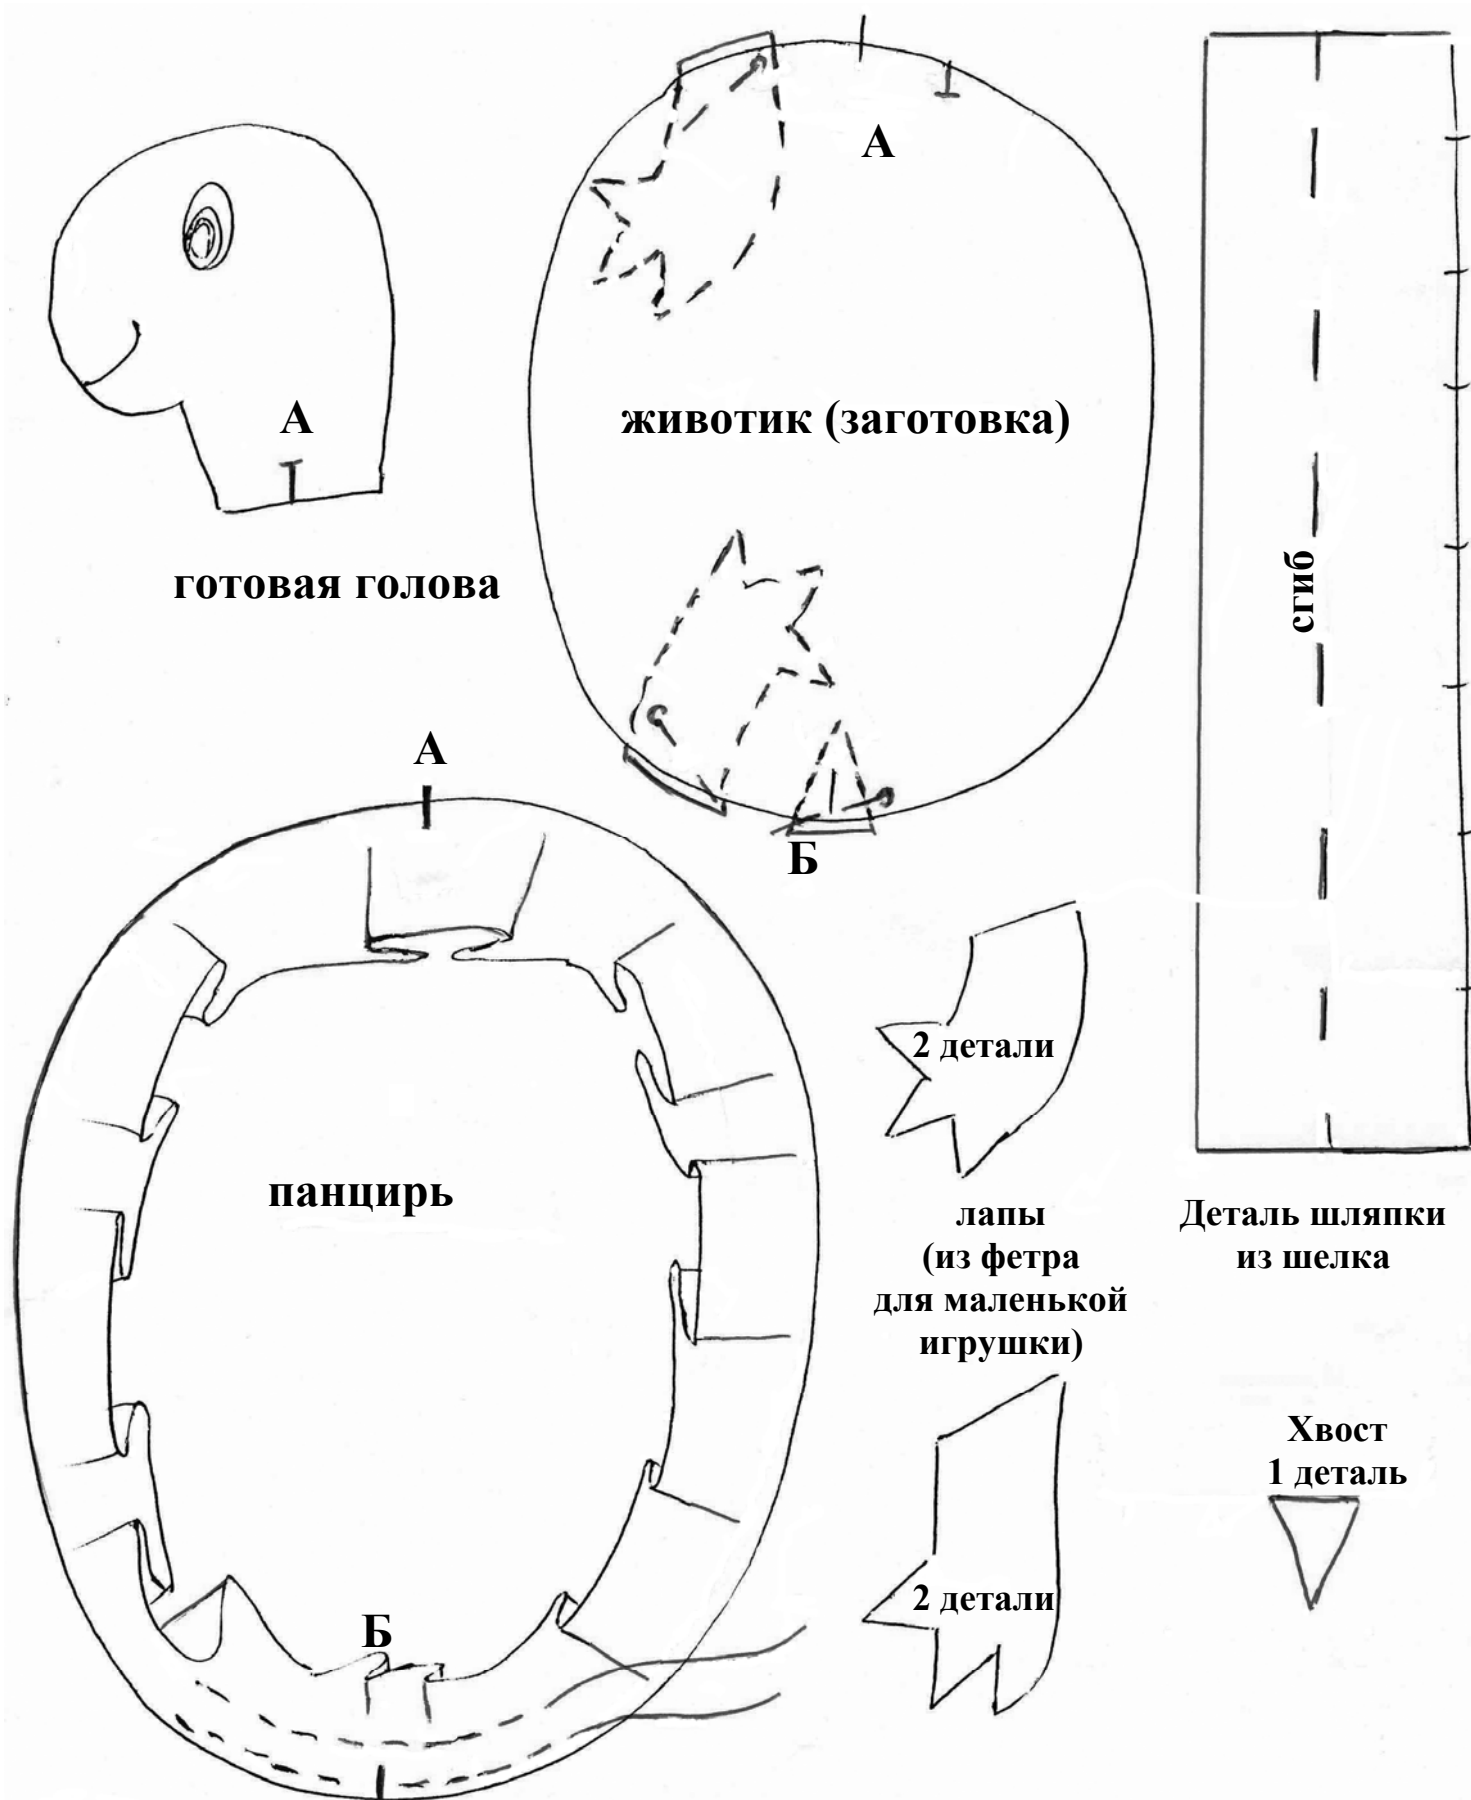 А
А
животик (заготовка)
готовая голова
сгиб
А
Б
2 детали
панцирь
лапы
(из фетра
для маленькой
игрушки)
Деталь шляпки
из шелка
Хвост
1 деталь
2 детали
Б